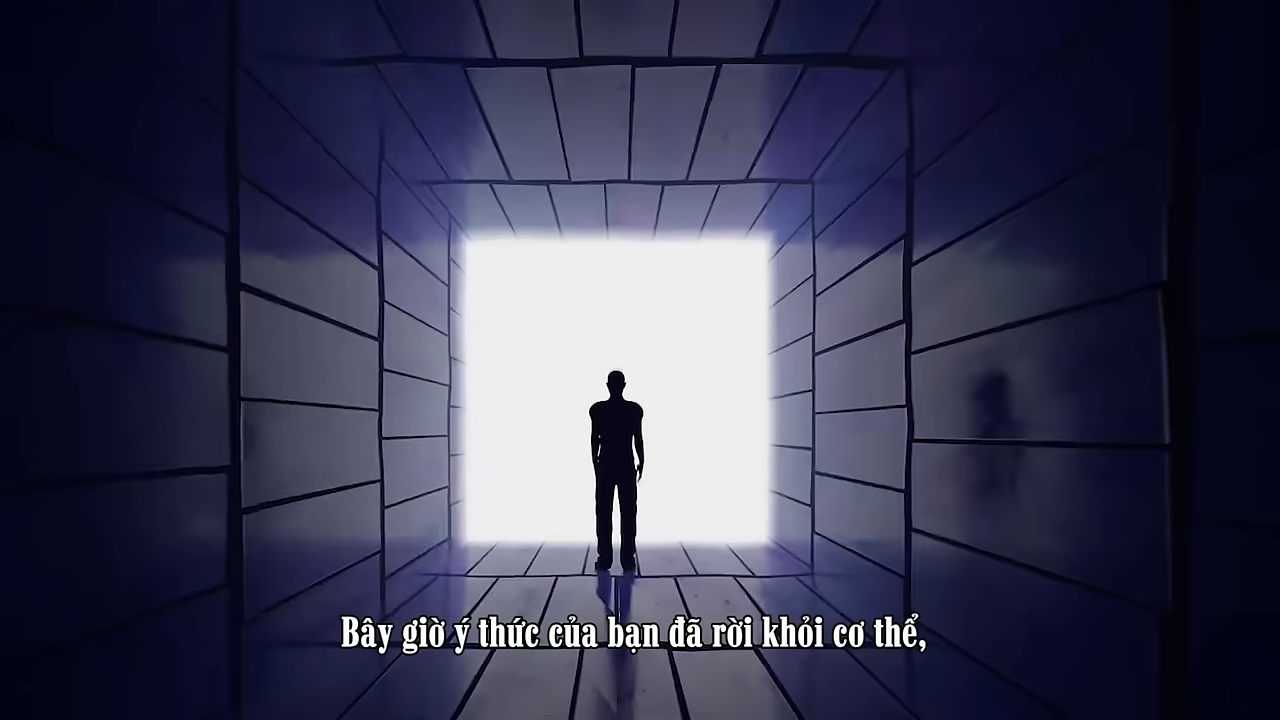 Bây giờ ý thức của bạn đã rời khỏi cơ thể,